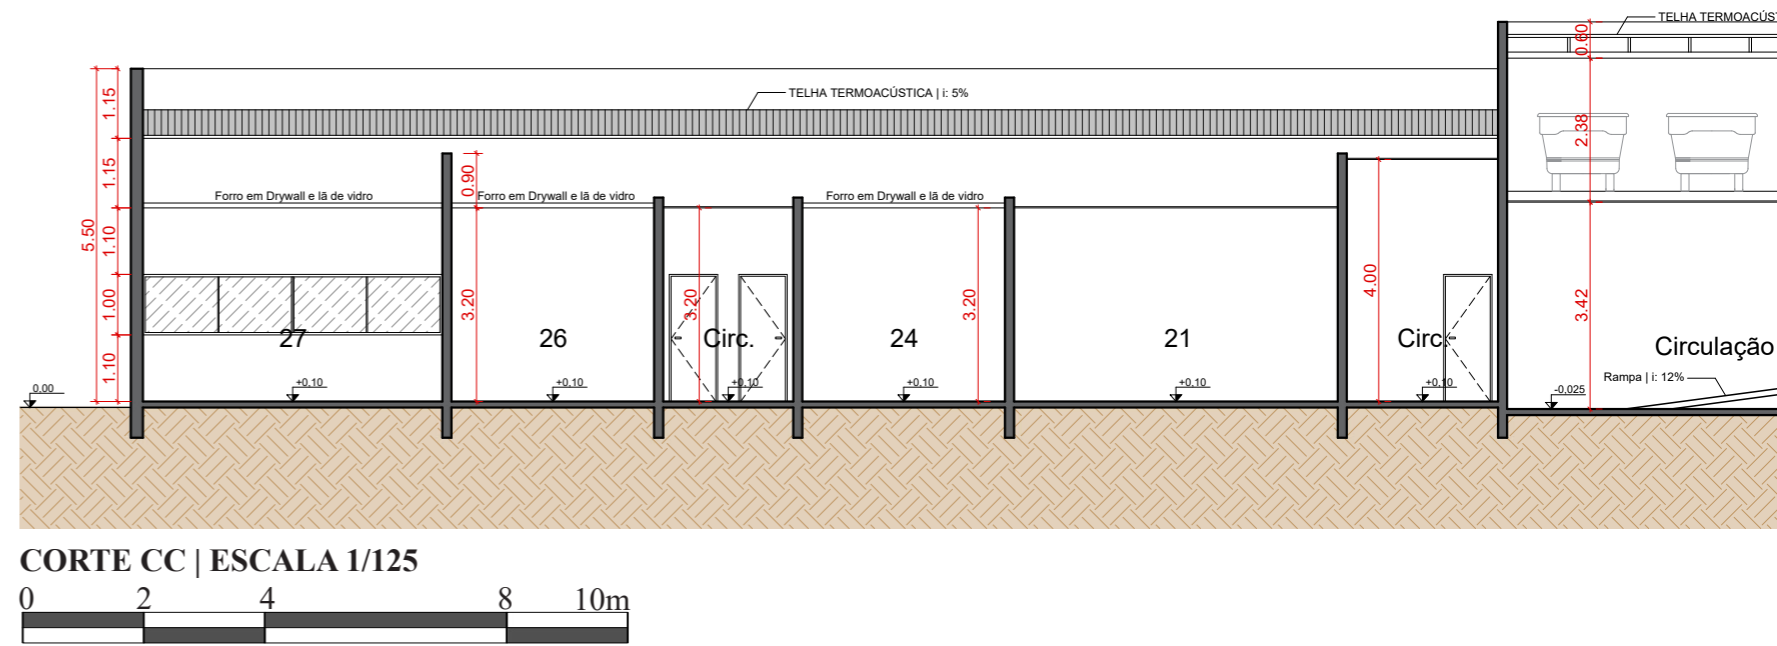 TELHA TERMOACÚS
0.60
TELHA TERMOACÚSTICA | i: 5%
1.15
2.38
1.15
0.90
Forro em Drywall e lã de vidro
Forro em Drywall e lã de vidro
Forro em Drywall e lã de vidro
5.50
1.10
1.00
3.20
3.20
3.20
4.00
3.42
27
26
Circ.
24
21
Circ.
Circulação
1.10
Rampa | i: 12%
0.00
+0,10
+0,10
+0,10
+0,10
+0,10
+0,10
-0,025
CORTE CC | ESCALA 1/125
0 2 4 8 10m